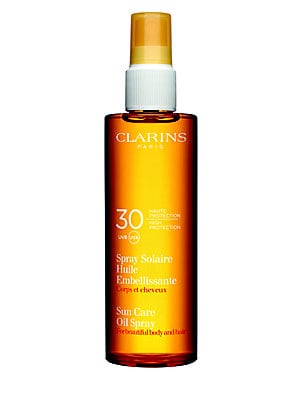 CLARINS
PARIS
30
HAUTE
PROTECTION
HIGH
PROTECTION
UVB UVA
Spray Solaire
Huile
Embellissante
Corps et cheveux
Sun Care
Oil Spray
For beautiful body and hair